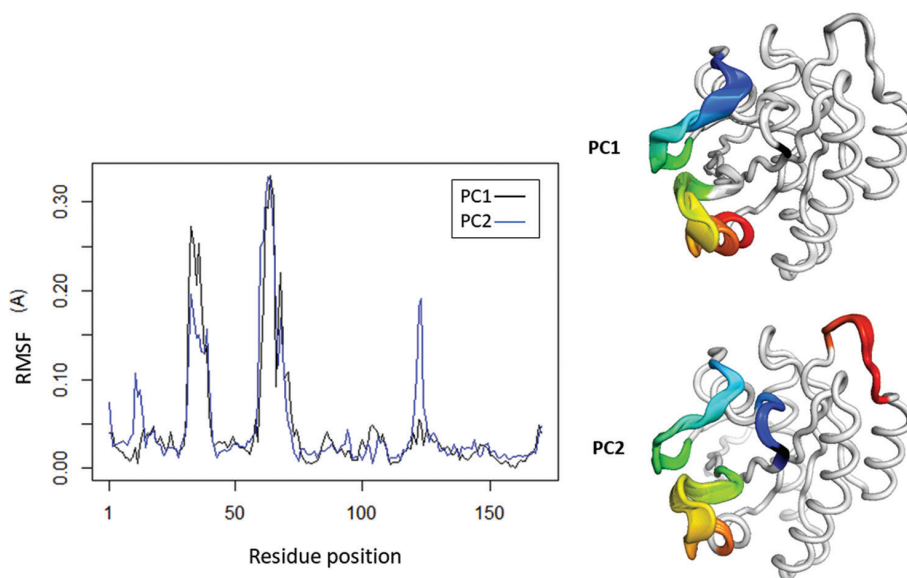 PC1
0.30
PC1
PC2
0.20
RMSF (A)
0.10
PC2
0.00
1
50
100
150
Residue position